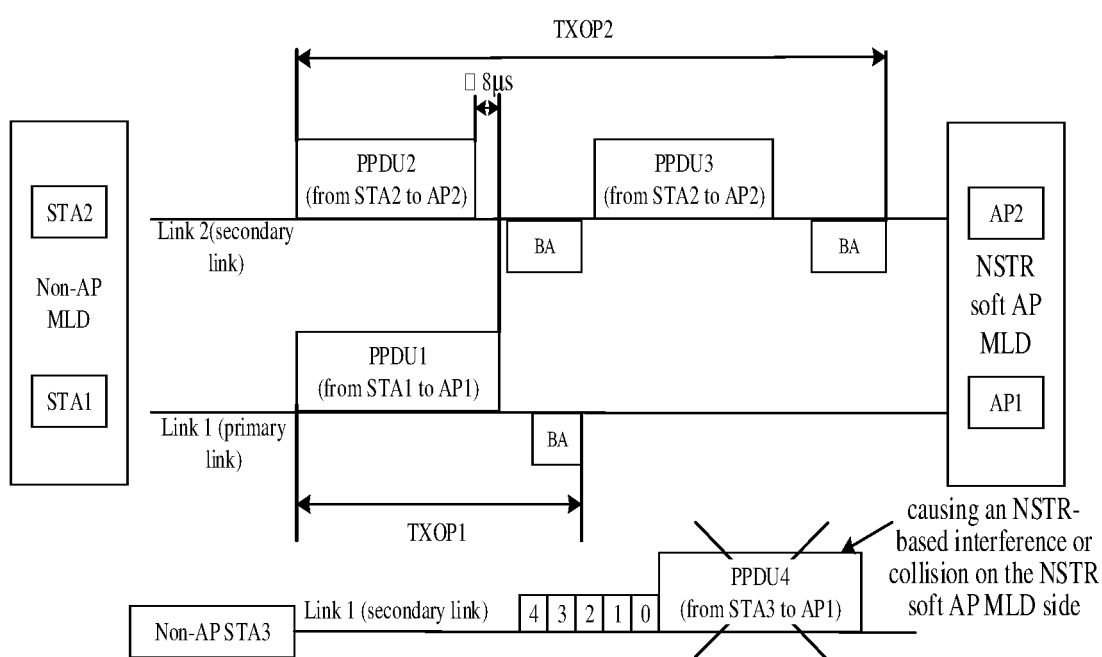 TXOP2
□ 8μs
PPDU2
(from STA2 to AP2)
PPDU3
(from STA2 to AP2)
STA2
Non-AP
MLD
STA1
Link 2(secondary
link)
BA
BA
AP2
NSTR
soft AP
MLD
AP1
PPDU1
(from STA1 to AP1)
Link 1 (primary
link)
BA
TXOP1
causing an NSTR-
based interference or
collision on the NSTR
soft AP MLD side
PPDU4
(from STA3 to AP1)
Link 1 (secondary link)
4 3 2 1 0
Non-AP STA3